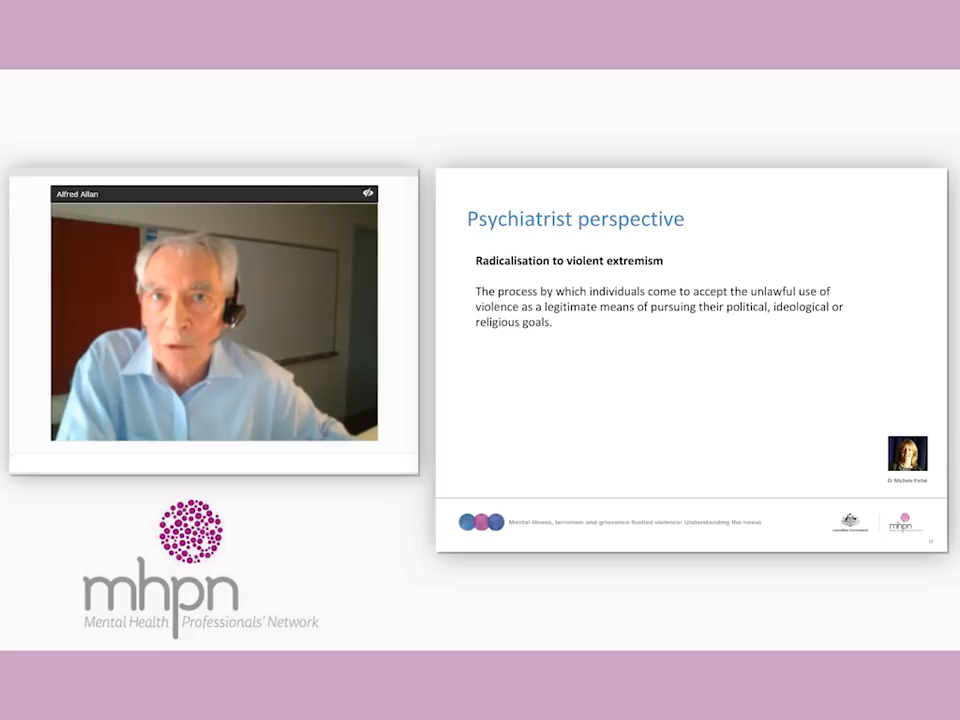 Alfred Allan
Psychiatrist perspective
Radicalisation to violent extremism
The process by which individuals come to accept the unlawful use of
violence as a legitimate means of pursuing their political, ideological or
religious goals.
Dr Michele Pathé
Mental illness, terrorism and grievance-fuelled violence: Understanding the nexus
mhpn
mhpn
Mental Health Professionals' Network